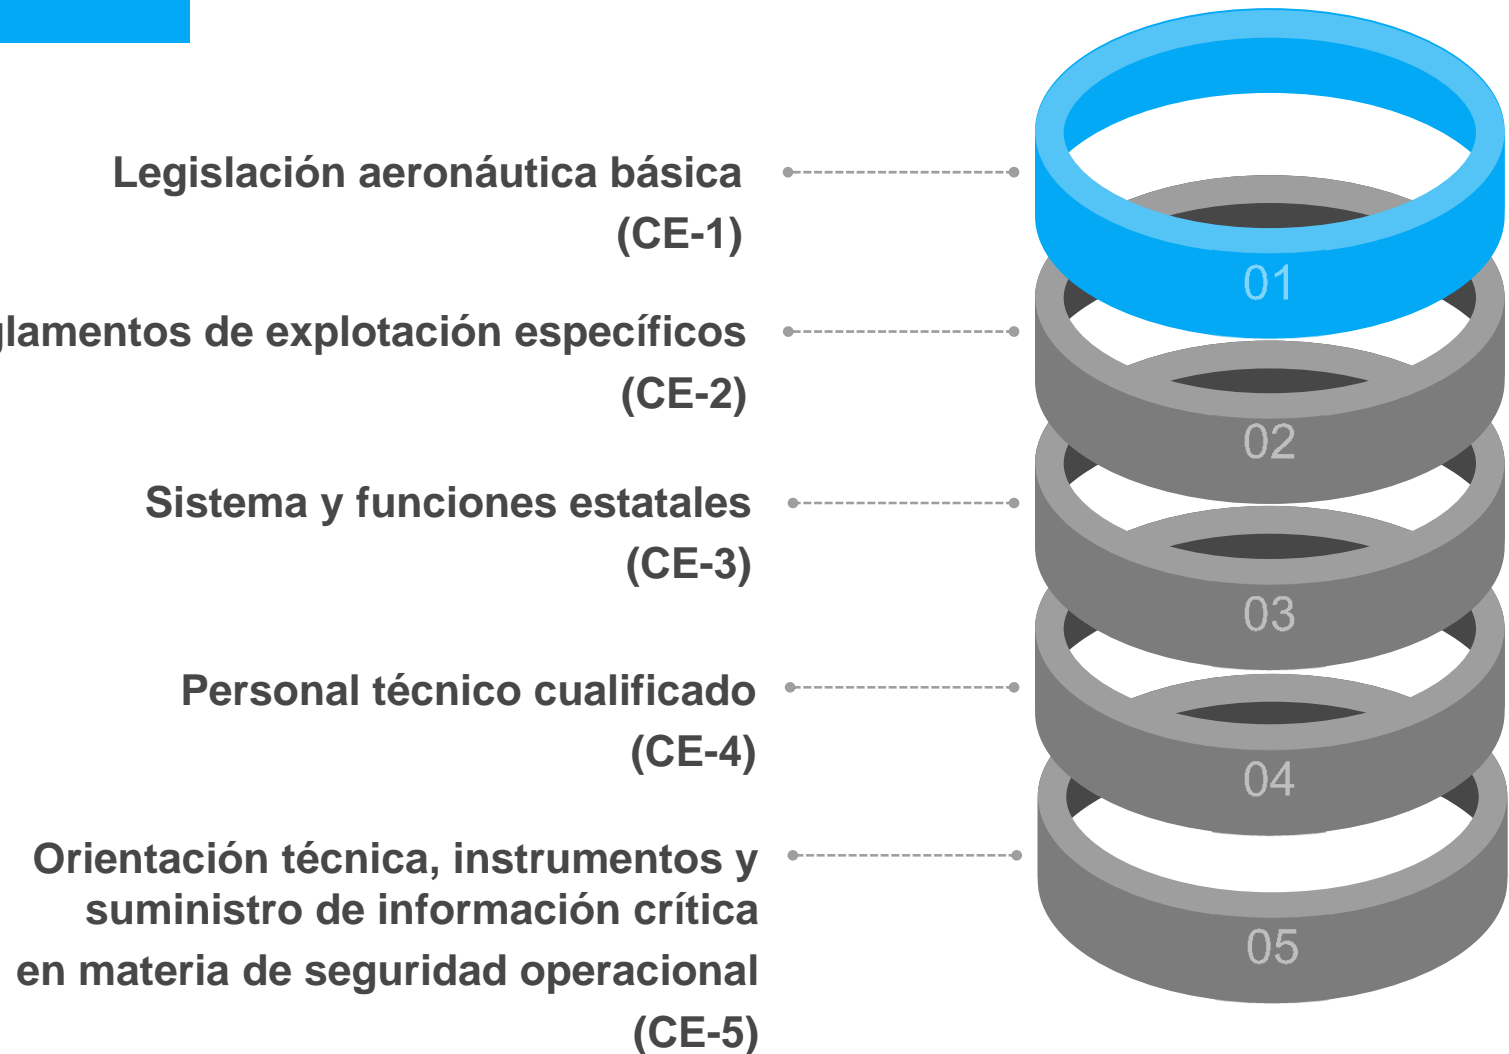 Legislación aeronáutica básica
(CE-1)
01
glamentos de explotación específicos
(CE-2)
02
Sistema y funciones estatales
(CE-3)
03
Personal técnico cualificado
(CE-4)
04
Orientación técnica, instrumentos y
suministro de información crítica
en materia de seguridad operacional
(CE-5)
05